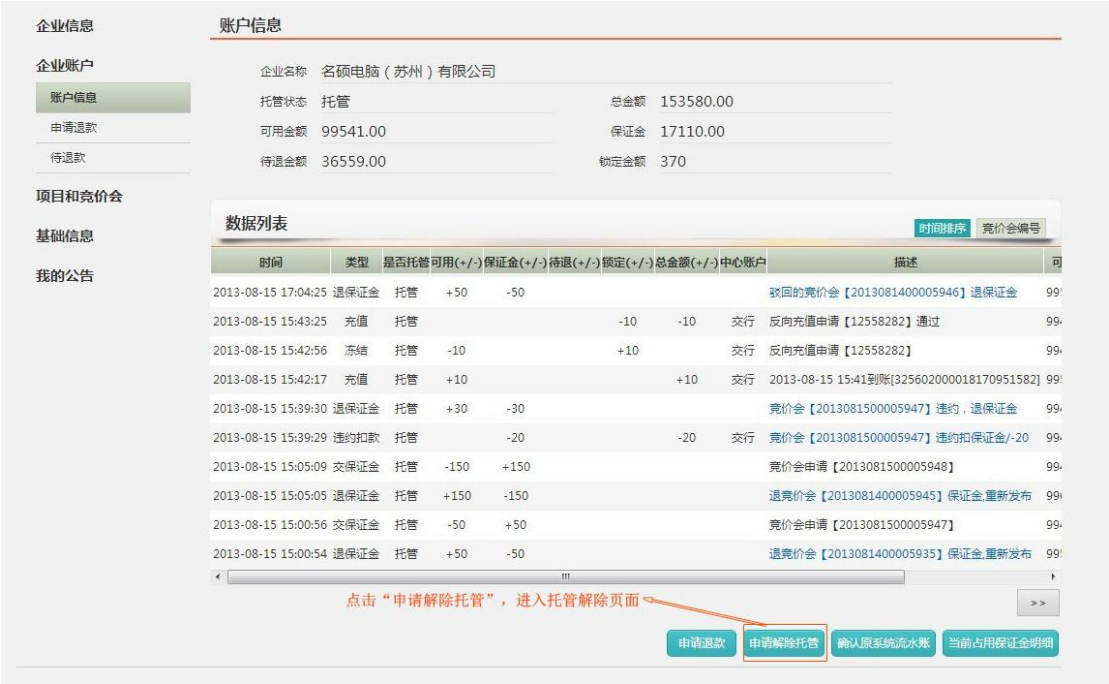 企业信息
企业账户
账户信息
申请退款
待退款
项目和竞价会
基础信息
我的公告
账户信息
企业名称 名硕电脑（苏州）有限公司
托管状态 托管 总金额 153580.00
可用金额 99541.00 保证金 17110.00
待退金额 36559.00 锁定金额 370
数据列表 时间排序 竞价会编号
时间 类型 是否托管 可用(+/-) 保证金(+/-) 待退(+/-) 锁定(+/-) 总金额(+/-) 中心账户 描述 可
2013-08-15 17:04:25 退保证金 托管 +50 -50 驳回的竞价会【2013081400005946】退保证金 99
2013-08-15 15:43:25 充值 托管 -10 -10 交行 反向充值申请【12558282】通过 99
2013-08-15 15:42:56 冻结 托管 -10 +10 交行 反向充值申请【12558282】 99
2013-08-15 15:42:17 充值 托管 +10 +10 交行 2013-08-15 15:41到账[325602000018170951582] 99
2013-08-15 15:39:30 退保证金 托管 +30 -30 竞价会【2013081500005947】违约，退保证金 99
2013-08-15 15:39:29 违约扣款 托管 -20 -20 交行 竞价会【2013081500005947】违约扣保证金/-20 99
2013-08-15 15:05:09 交保证金 托管 -150 +150 竞价会申请【2013081500005948】 99
2013-08-15 15:05:05 退保证金 托管 +150 -150 退竞价会【2013081400005945】保证金,重新发布 99
2013-08-15 15:00:56 交保证金 托管 -50 +50 竞价会申请【2013081500005947】 99
2013-08-15 15:00:54 退保证金 托管 +50 -50 退竞价会【2013081400005935】保证金,重新发布 99
点击“申请解除托管”，进入托管解除页面
>>
申请退款 申请解除托管 确认原系统流水账 当前占用保证金明细